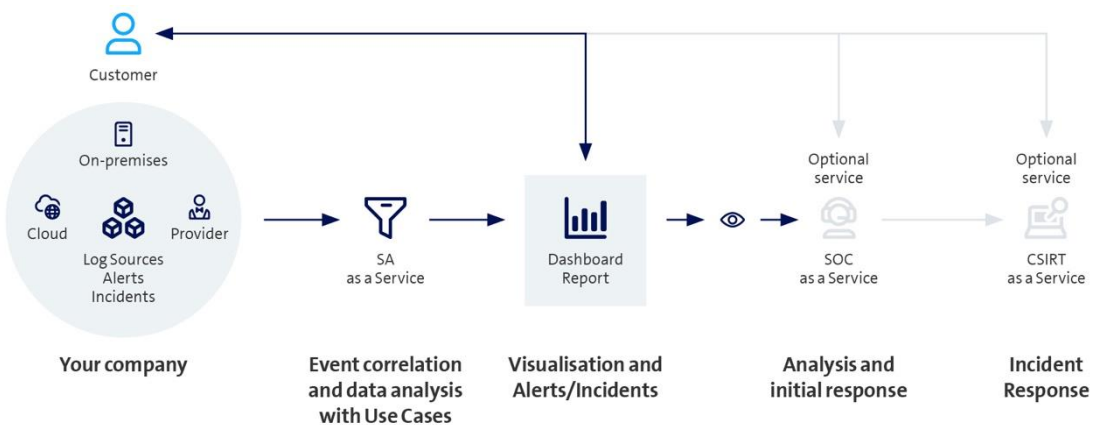 Customer
On-premises
Cloud
Provider
Log Sources
Alerts
Incidents
SA
as a Service
Dashboard
Report
Optional
service
SOC
as a Service
Optional
service
CSIRT
as a Service
Your company
Event correlation
and data analysis
with Use Cases
Visualisation and
Alerts/Incidents
Analysis and
initial response
Incident
Response